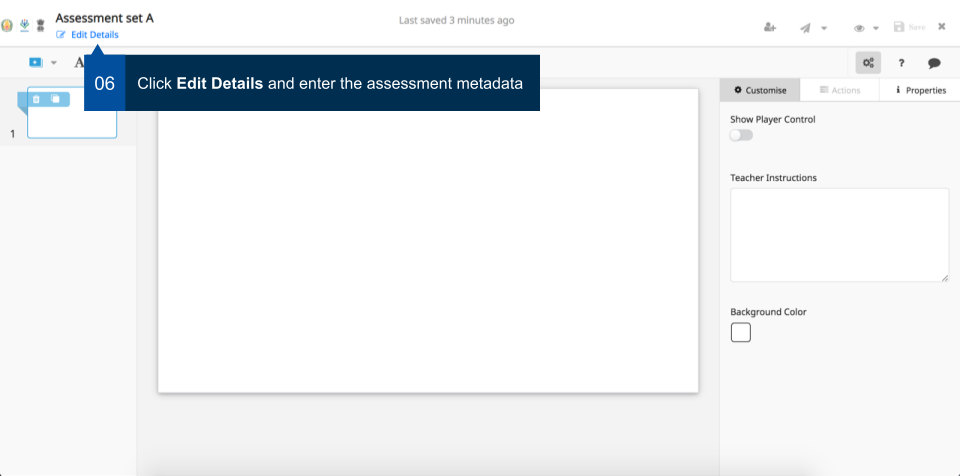 Assessment set A
Edit Details
Last saved 3 minutes ago
Save
A
?
06 Click Edit Details and enter the assessment metadata
1
Customise
Actions
Properties
Show Player Control
Teacher Instructions
Background Color